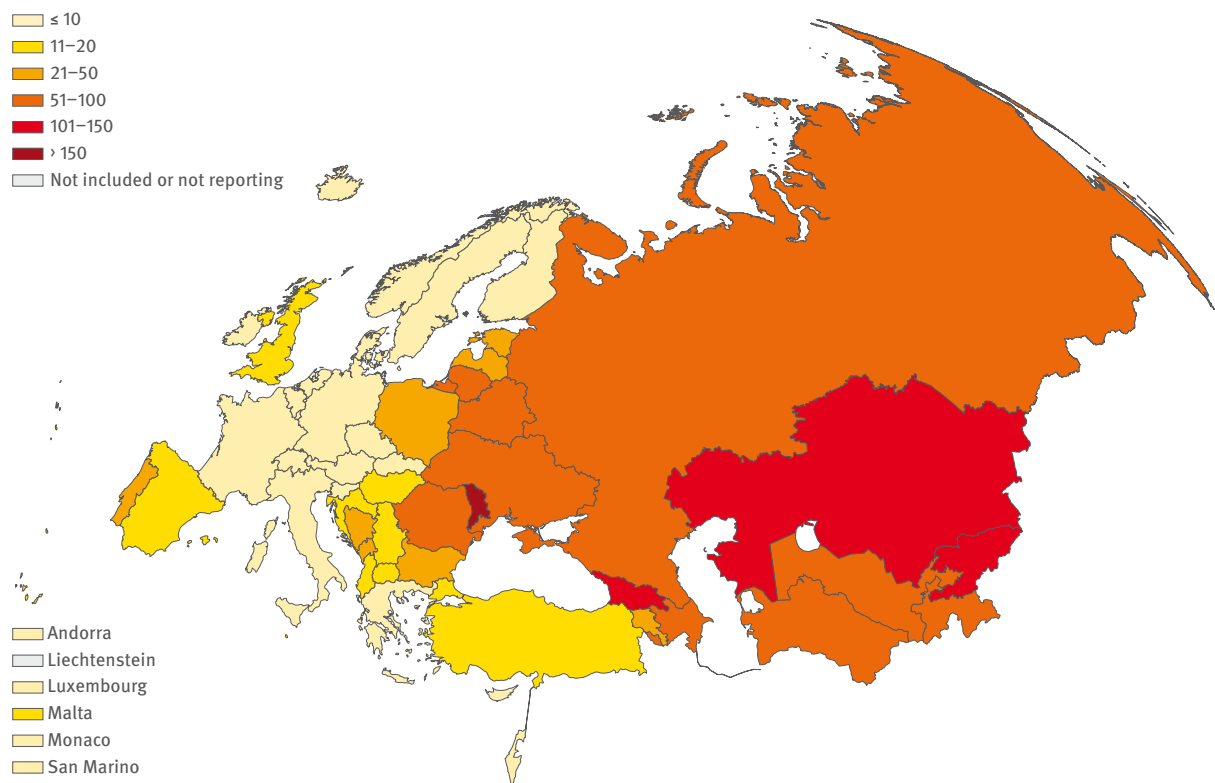 ≤ 10
11–20
21–50
51–100
101–150
› 150
Not included or not reporting
Andorra
Liechtenstein
Luxembourg
Malta
Monaco
San Marino